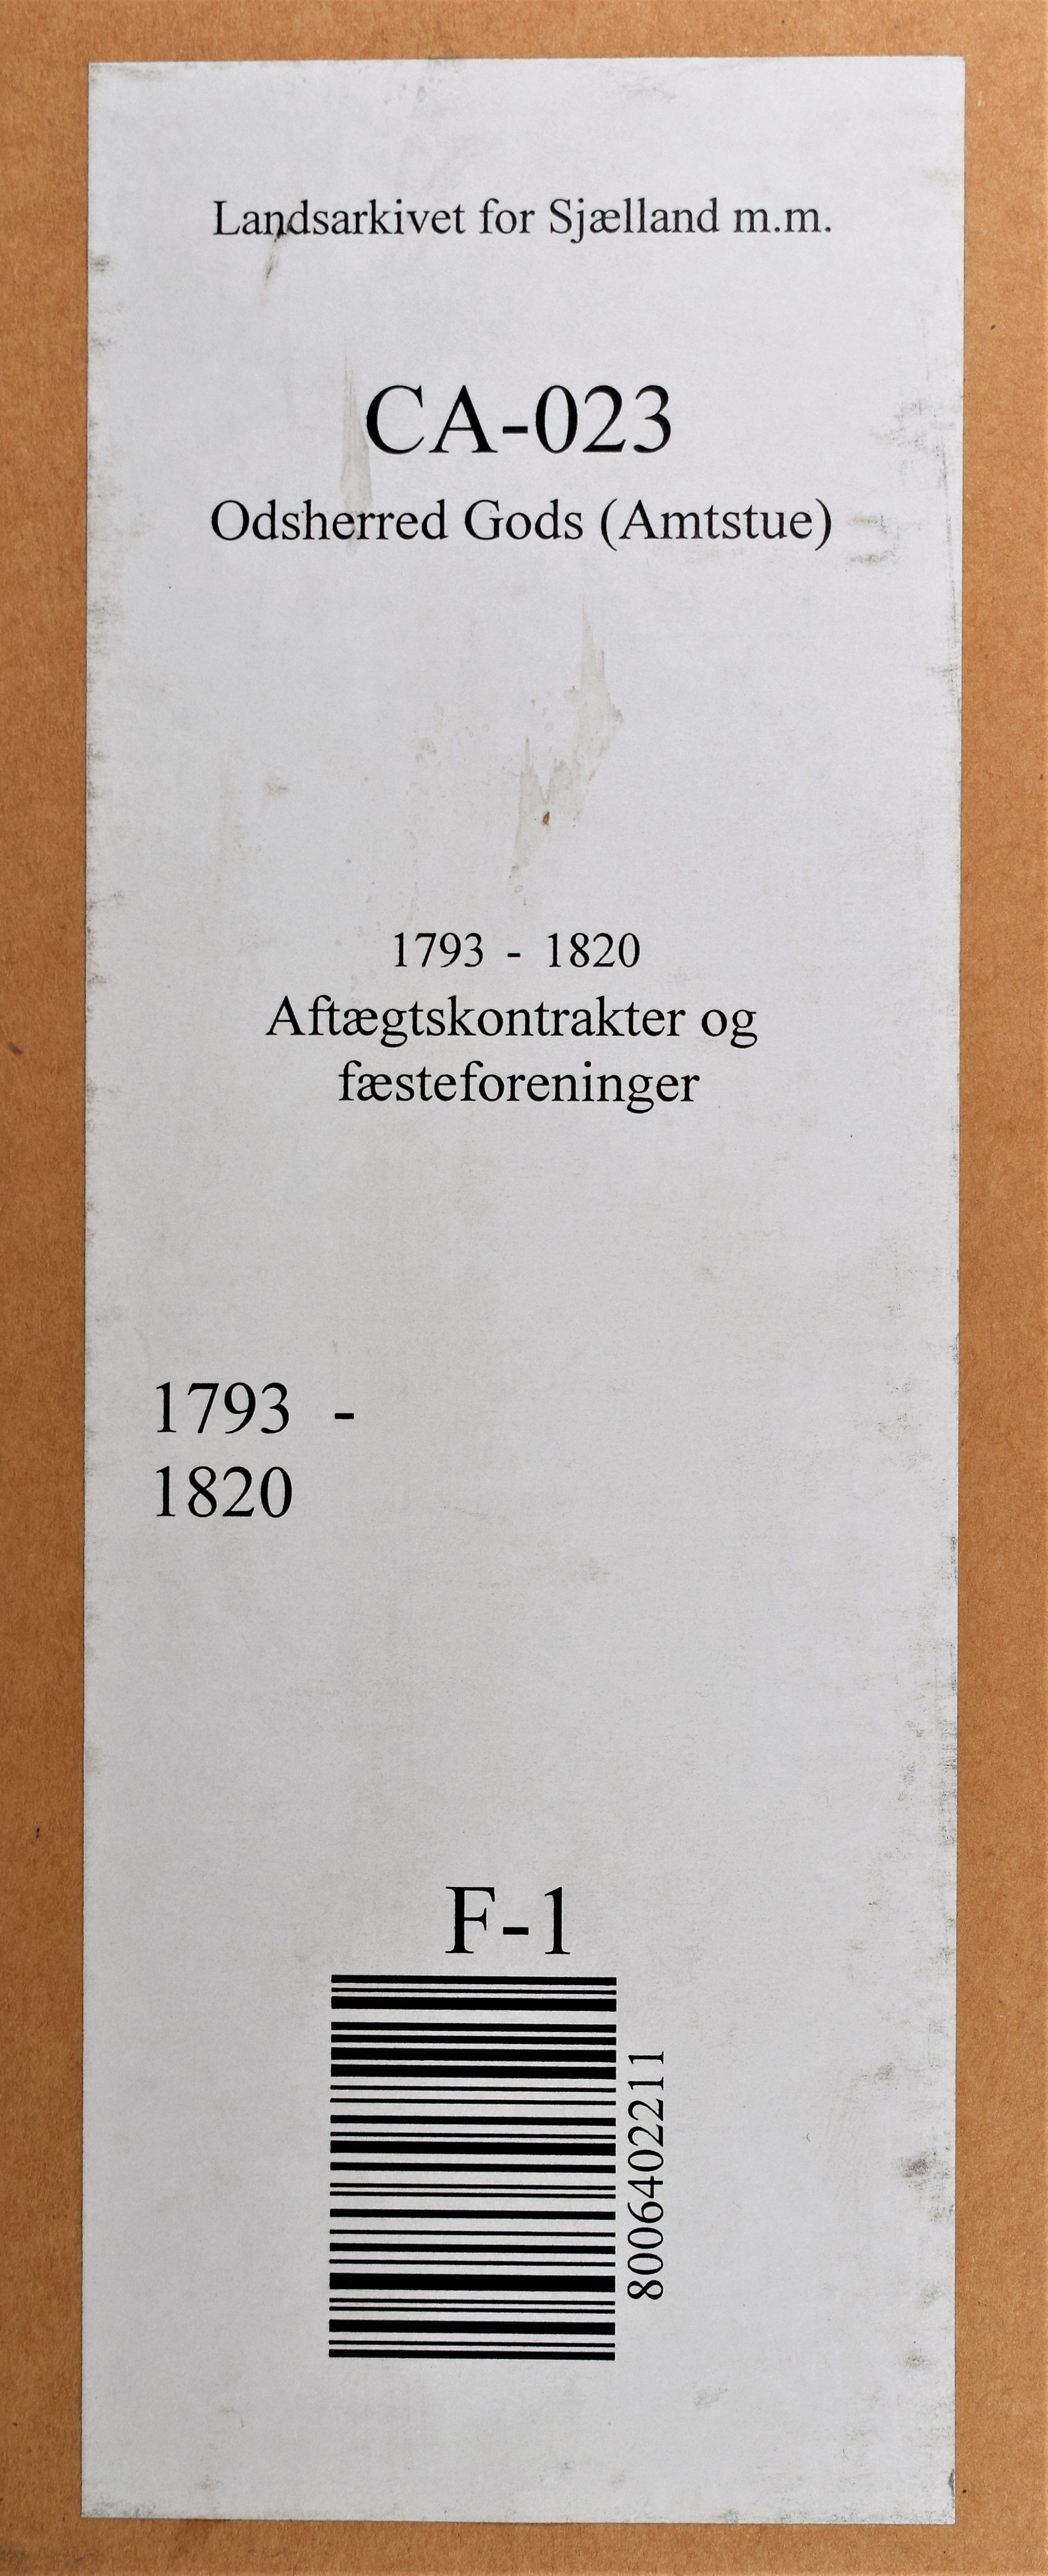 Landsarkivet for Sjælland m.m.
CA-023
Odsherred Gods (Amtstue)
1793 - 1820
Aftægtskontrakter og
fæsteforeninger
1793 -
1820
F-1
8006402211